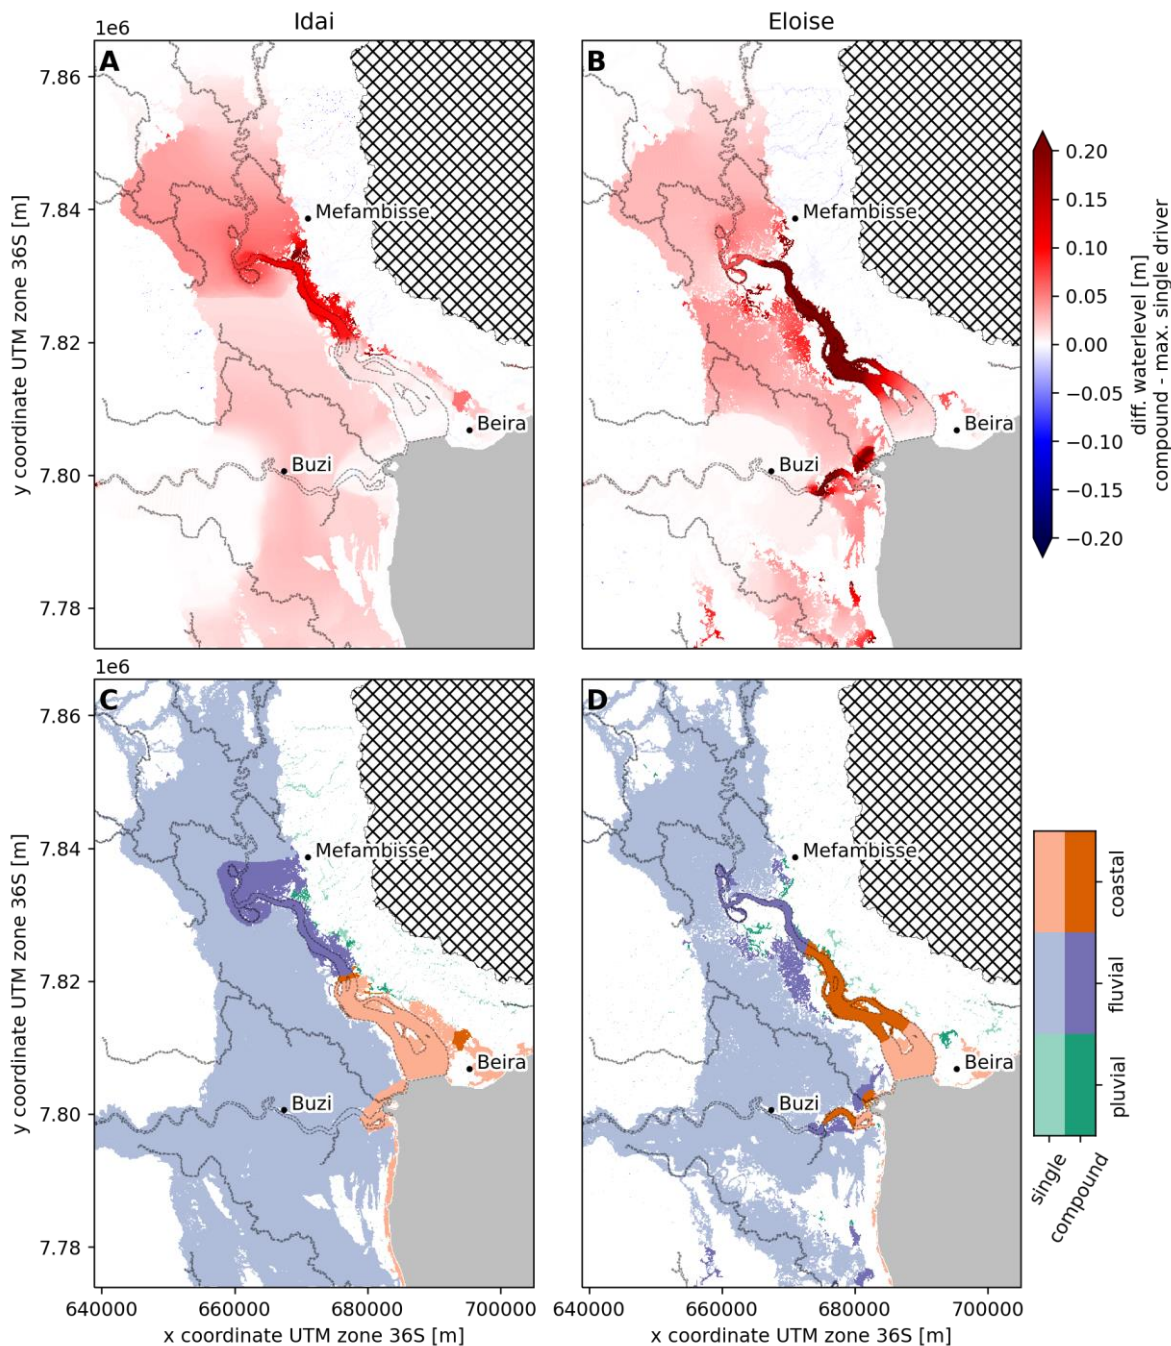 Idai
Eloise
1e6
A
B
7.86
7.84
7.82
7.80
7.78
y coordinate UTM zone 36S [m]
Mefambisse
Beira
Buzi
Mefambisse
Beira
Buzi
0.20
0.15
0.10
0.05
0.00
−0.05
−0.10
−0.15
−0.20
diff. waterlevel [m]
compound - max. single driver
1e6
C
D
7.86
7.84
7.82
7.80
7.78
y coordinate UTM zone 36S [m]
Mefambisse
Beira
Buzi
Mefambisse
Beira
Buzi
coastal
fluvial
pluvial
single
compound
640000
660000
680000
700000
640000
660000
680000
700000
x coordinate UTM zone 36S [m]
x coordinate UTM zone 36S [m]